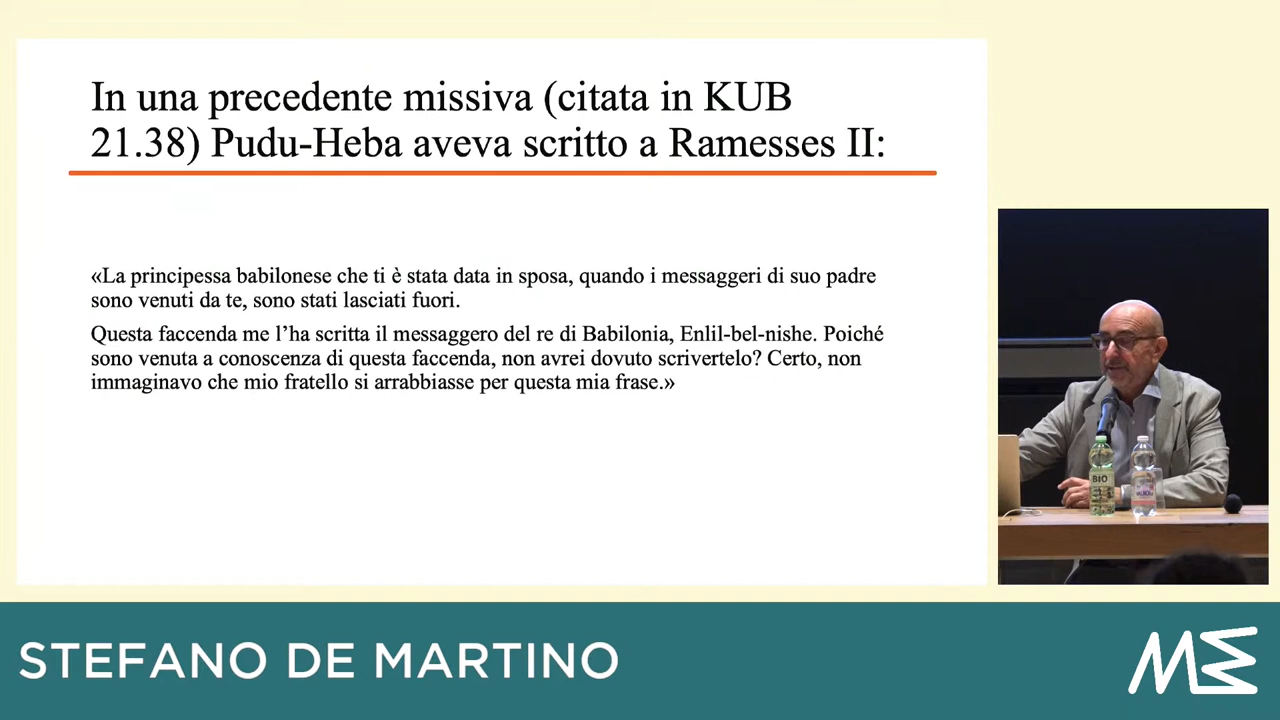 In una precedente missiva (citata in KUB
21.38) Pudu-Heba aveva scritto a Ramesses II:
«La principessa babilonese che ti è stata data in sposa, quando i messaggeri di suo padre
sono venuti da te, sono stati lasciati fuori.
Questa faccenda me l’ha scritta il messaggero del re di Babilonia, Enlil-bel-nishe. Poiché
sono venuta a conoscenza di questa faccenda, non avrei dovuto scrivertelo? Certo, non
immaginavo che mio fratello si arrabbiasse per questa mia frase.»
BIO
STEFANO DE MARTINO
ME